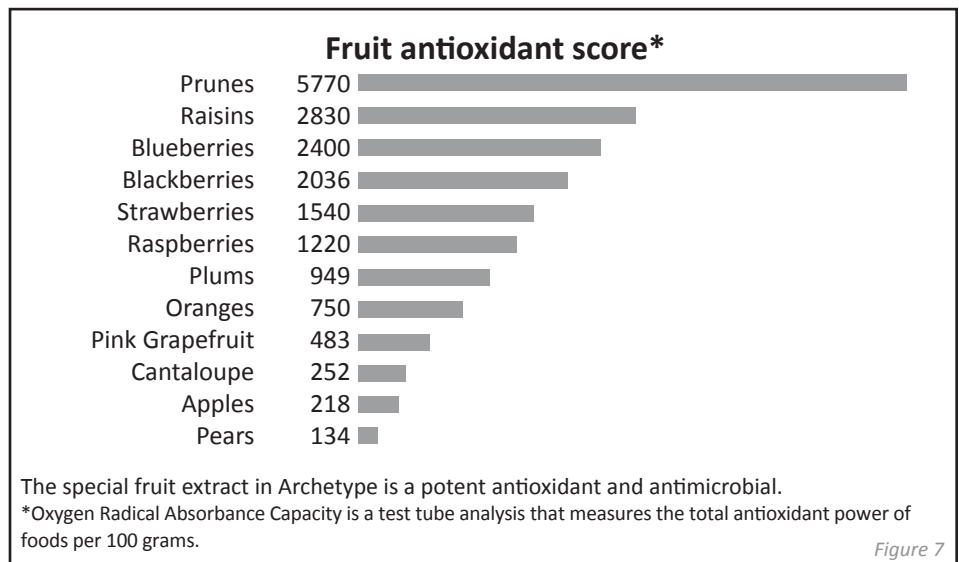 Fruit antioxidant score*
Prunes 5770
Raisins 2830
Blueberries 2400
Blackberries 2036
Strawberries 1540
Raspberries 1220
Plums 949
Oranges 750
Pink Grapefruit 483
Cantaloupe 252
Apples 218
Pears 134
The special fruit extract in Archetype is a potent antioxidant and antimicrobial.
*Oxygen Radical Absorbance Capacity is a test tube analysis that measures the total antioxidant power of
foods per 100 grams.
Figure 7